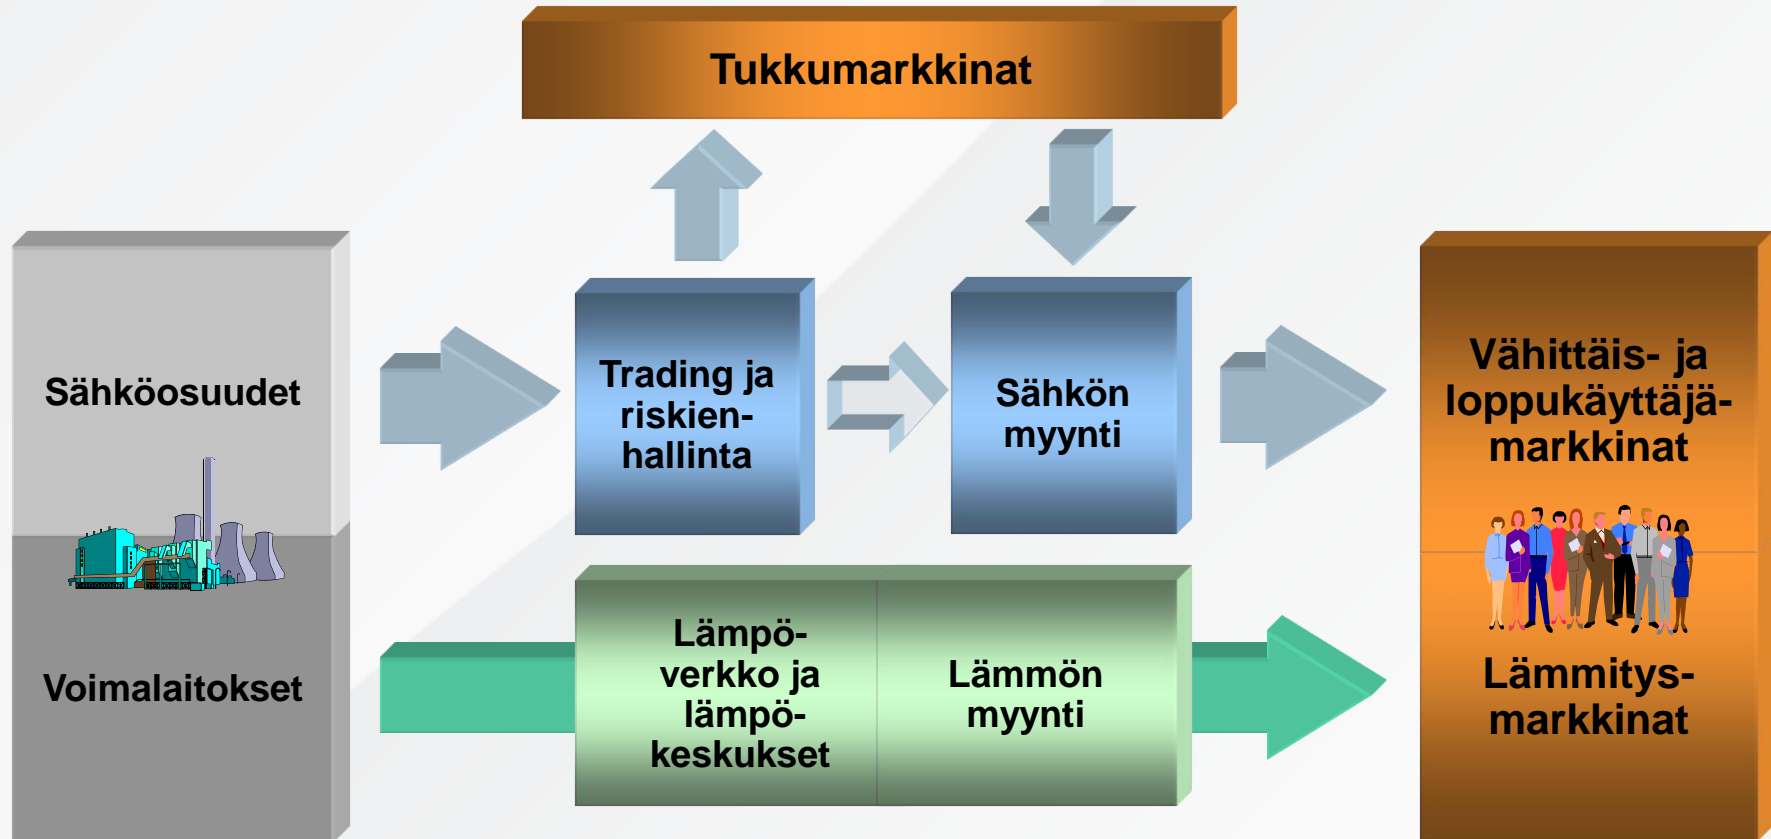 Tukkumarkkinat
Sähköosuudet
Trading ja
riskien-
hallinta
Sähkön
myynti
Vähittäis- ja
loppukäyttäjä-
markkinat
Voimalaitokset
Lämpö-
verkko ja
lämpö-
keskukset
Lämmön
myynti
Lämmitys-
markkinat